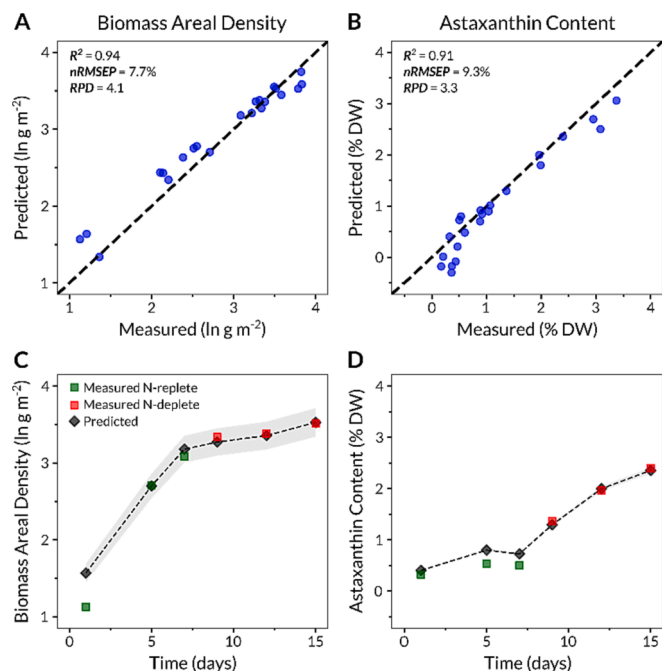 A
Biomass Areal Density
R² = 0.94
nRMSEP = 7.7%
RPD = 4.1
Predicted (ln g m⁻²)
4
3
2
1
1 2 3 4
Measured (ln g m⁻²)
B
Astaxanthin Content
R² = 0.91
nRMSEP = 9.3%
RPD = 3.3
Predicted (% DW)
4
3
2
1
0
0 1 2 3 4
Measured (% DW)
C
Measured N-replete
Measured N-deplete
Predicted
Biomass Areal Density (ln g m⁻²)
4
3
2
1
0 5 10 15
Time (days)
D
Astaxanthin Content (% DW)
4
3
2
1
0
0 5 10 15
Time (days)